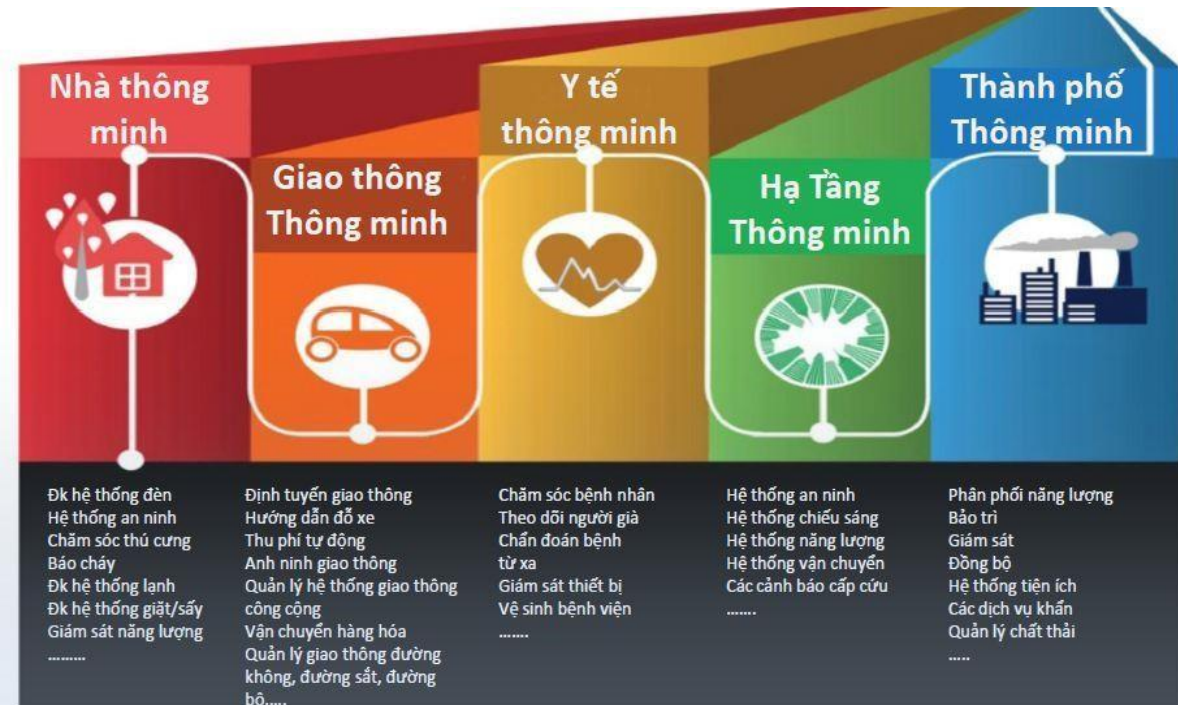 Nhà thông
minh
Giao thông
Thông minh
Y tế
thông minh
Hạ Tầng
Thông minh
Thành phố
Thông minh
Đk hệ thống đèn
Hệ thống an ninh
Chăm sóc thú cưng
Báo cháy
Đk hệ thống lạnh
Đk hệ thống giặt/sấy
Giám sát năng lượng
.........
Định tuyến giao thông
Hướng dẫn đỗ xe
Thu phí tự động
Anh ninh giao thông
Quản lý hệ thống giao thông
công cộng
Vận chuyển hàng hóa
Quản lý giao thông đường
không, đường sắt, đường
bộ.....
Chăm sóc bệnh nhân
Theo dõi người già
Chẩn đoán bệnh
từ xa
Giám sát thiết bị
Vệ sinh bệnh viện
.......
Hệ thống an ninh
Hệ thống chiếu sáng
Hệ thống năng lượng
Hệ thống vận chuyển
Các cảnh báo cấp cứu
.......
Phân phối năng lượng
Bảo trì
Giám sát
Đồng bộ
Hệ thống tiện ích
Các dịch vụ khẩn
Quản lý chất thải
.....